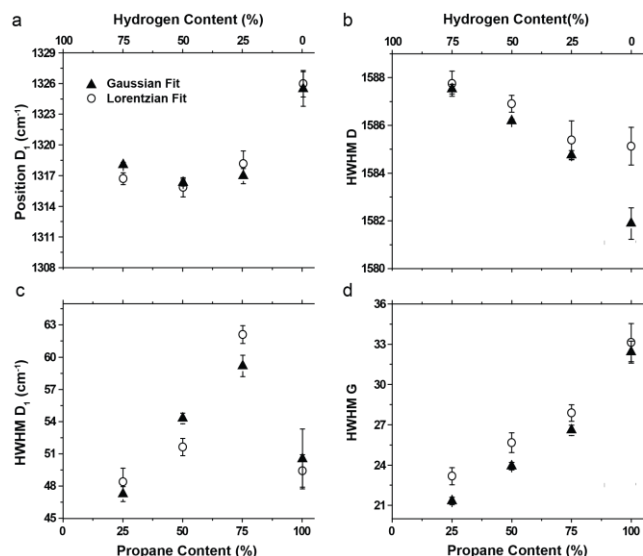 Hydrogen Content (%)
Hydrogen Content(%)
a
100 75 50 25 0
b
100 75 50 25 0
Position D₁ (cm⁻¹)
1329
1326
1323
1320
1317
1314
1311
1308
Gaussian Fit
Lorentzian Fit
HWHM D
1588
1586
1584
1582
1580
c
HWHM D₁ (cm⁻¹)
63
60
57
54
51
48
45
0 25 50 75 100
Propane Content (%)
d
HWHM G
36
33
30
27
24
21
0 25 50 75 100
Propane Content (%)